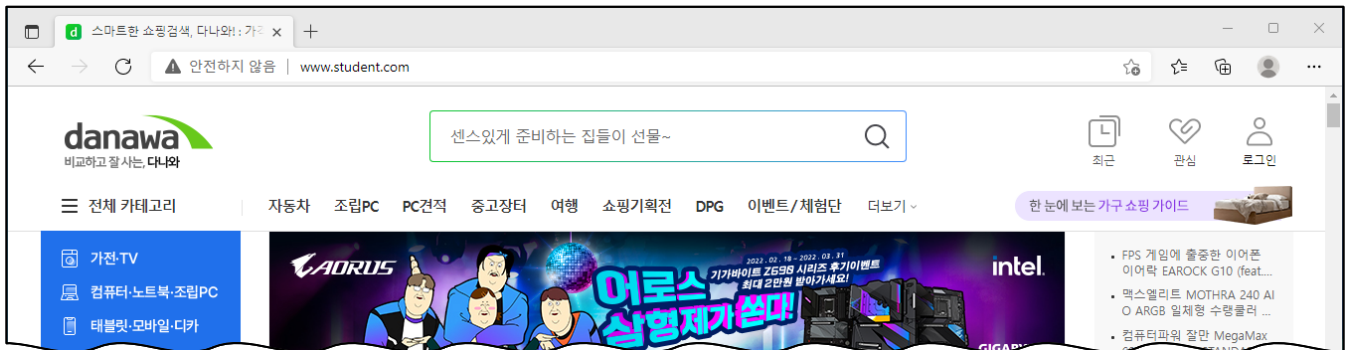 스마트한 쇼핑검색, 다나와! : 가격
안전하지 않음 | www.student.com
danawa
비교하고 잘 사는, 다나와
센스있게 준비하는 집들이 선물~
최근 관심 로그인
전체 카테고리 자동차 조립PC PC견적 중고장터 여행 쇼핑기획전 DPG 이벤트/체험단 더보기
한 눈에 보는 가구 쇼핑 가이드
가전·TV
컴퓨터·노트북·조립PC
태블릿·모바일·디카
AORUS
2022. 02. 18 - 2022. 03. 31
기가바이트 Z690 시리즈 후기이벤트
최대 2만원 받아가세요!
어로스
삼형제가 쏜다!
intel.
FPS 게임에 출중한 이어폰
이어락 EAROCK G10 (feat....
맥스엘리트 MOTHRA 240 AI
O ARGB 일체형 수랭쿨러 ...
컴퓨터파워 잘만 MegaMax